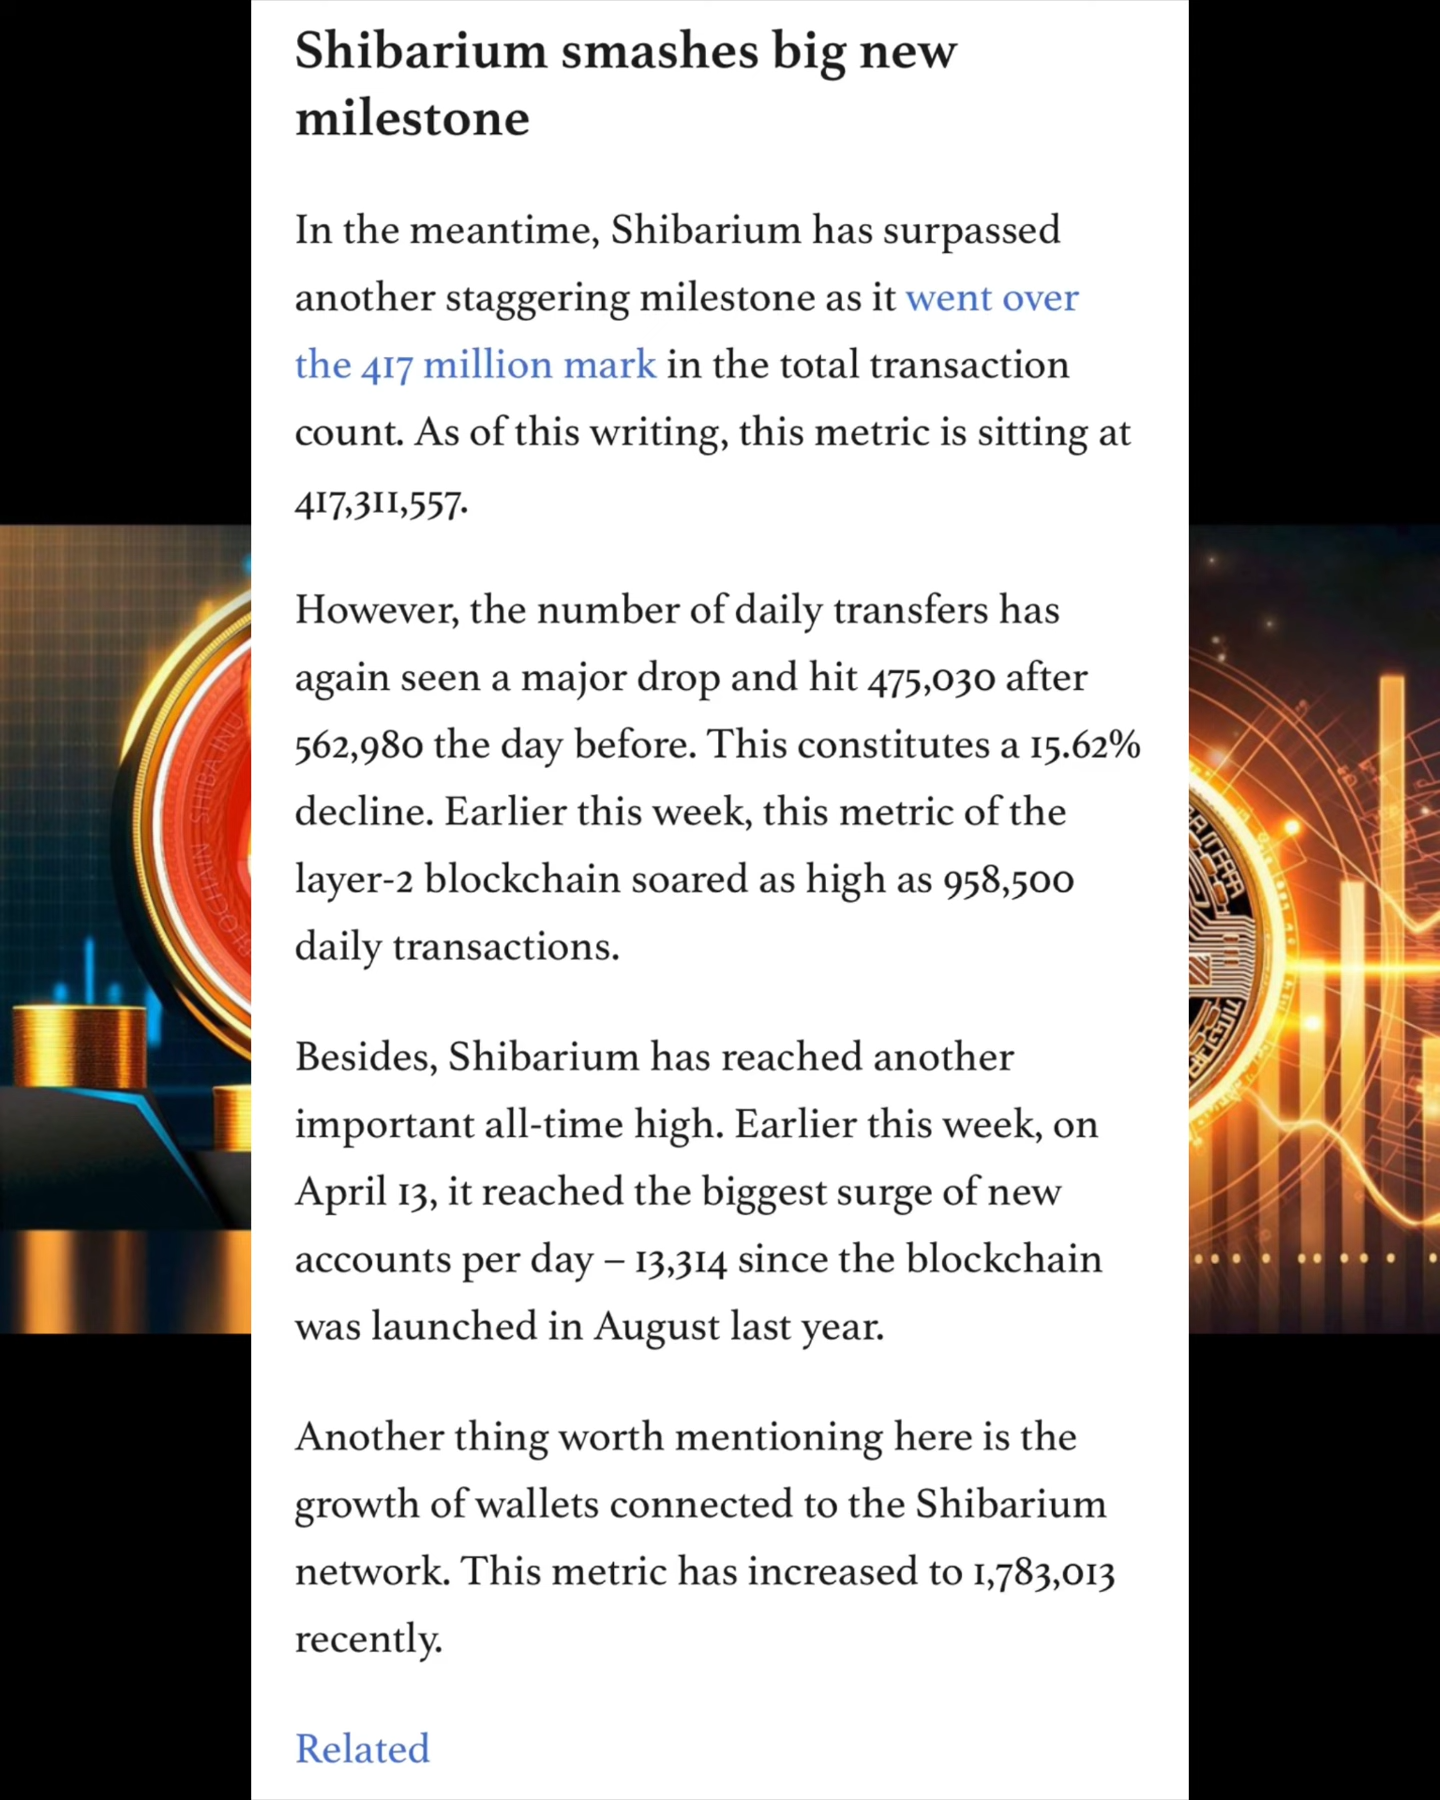 Shibarium smashes big new
milestone
In the meantime, Shibarium has surpassed
another staggering milestone as it went over
the 417 million mark in the total transaction
count. As of this writing, this metric is sitting at
417,311,557.
However, the number of daily transfers has
again seen a major drop and hit 475,030 after
562,980 the day before. This constitutes a 15.62%
decline. Earlier this week, this metric of the
layer-2 blockchain soared as high as 958,500
daily transactions.
Besides, Shibarium has reached another
important all-time high. Earlier this week, on
April 13, it reached the biggest surge of new
accounts per day – 13,314 since the blockchain
was launched in August last year.
Another thing worth mentioning here is the
growth of wallets connected to the Shibarium
network. This metric has increased to 1,783,013
recently.
Related